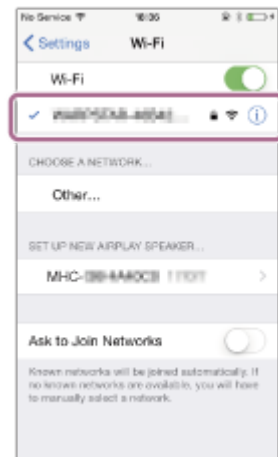 No Service 16:36
Settings Wi-Fi
Wi-Fi
CHOOSE A NETWORK...
Other...
SET UP NEW AIRPLAY SPEAKER...
MHC-
Ask to Join Networks
Known networks will be joined automatically. If
no known networks are available, you will have
to manually select a network.